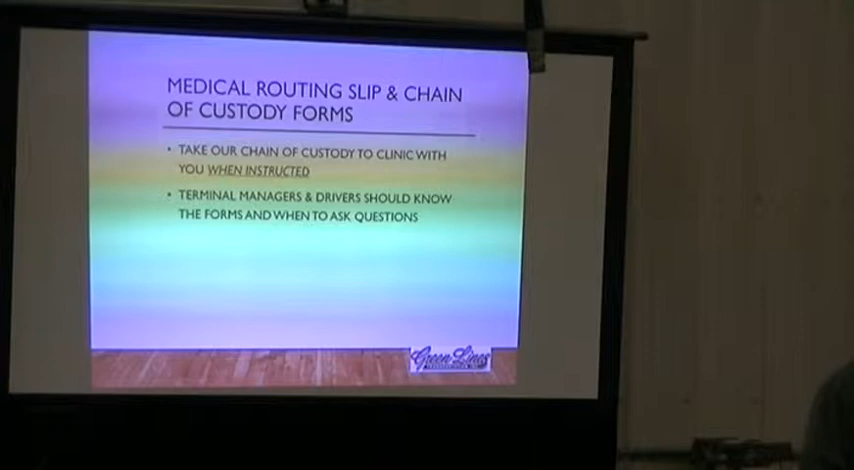 MEDICAL ROUTING SLIP & CHAIN
OF CUSTODY FORMS
• TAKE OUR CHAIN OF CUSTODY TO CLINIC WITH
YOU WHEN INSTRUCTED
• TERMINAL MANAGERS & DRIVERS SHOULD KNOW
THE FORMS AND WHEN TO ASK QUESTIONS
Green Lines